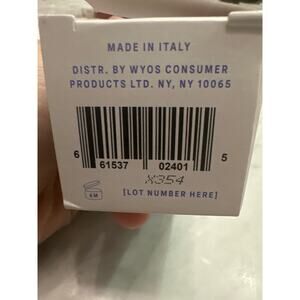 MADE IN ITALY
DISTR. BY WYOS CONSUMER
PRODUCTS LTD. NY, NY 10065
6 61537 02401 5
X354
6 M
[LOT NUMBER HERE]